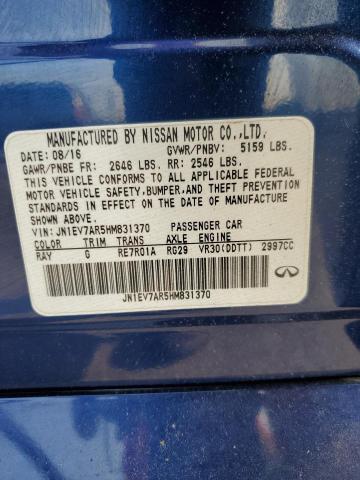 MANUFACTURED BY NISSAN MOTOR CO.,LTD.
DATE: 08/16 GVWR/PNBV: 5159 LBS.
GAWR/PNBE FR: 2646 LBS. RR: 2546 LBS.
THIS VEHICLE CONFORMS TO ALL APPLICABLE FEDERAL
MOTOR VEHICLE SAFETY, BUMPER, AND THEFT PREVENTION
STANDARDS IN EFFECT ON THE DATE OF MANUFACTURE
SHOWN ABOVE.
VIN: JN1EV7AR5HM831370 PASSENGER CAR
COLOR TRIM TRANS AXLE ENGINE
RAY G RE7R01A RG29 VR30(DDTT) 2997CC
JN1EV7AR5HM831370